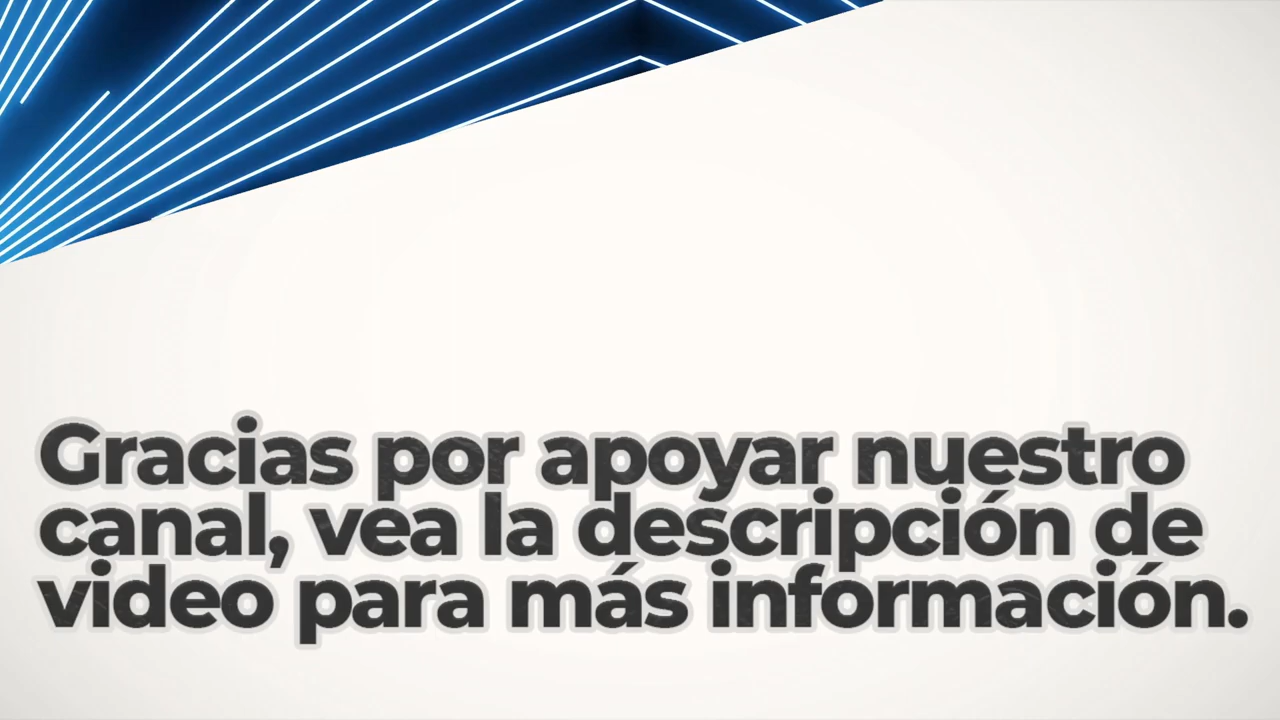 Gracias por apoyar nuestro
canal, vea la descripción de
video para más información.